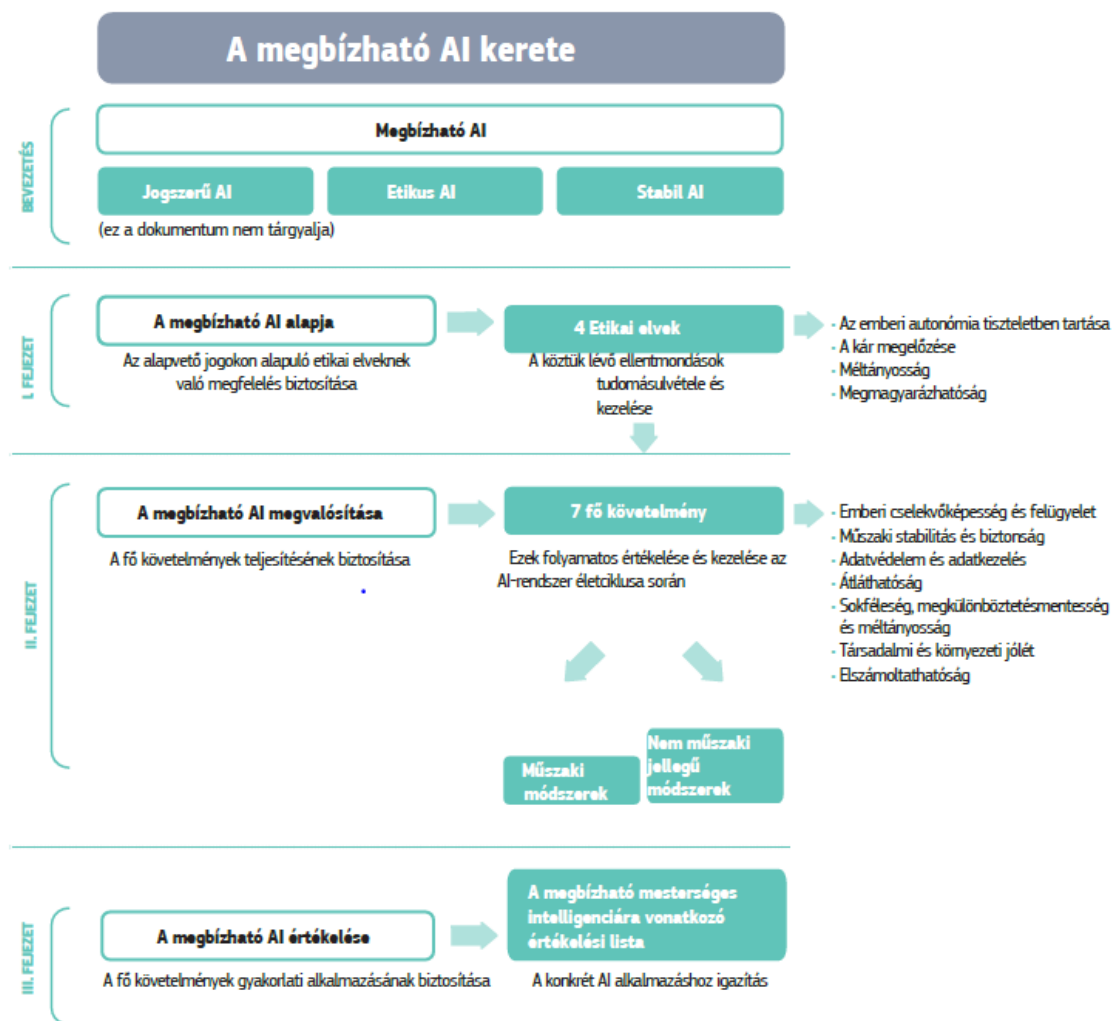 A megbízható AI kerete
BEVEZETÉS
Megbízható AI
Jogszerű AI
Etikus AI
Stabil AI
(ez a dokumentum nem tárgyalja)
I. FEJEZET
A megbízható AI alapja
Az alapvető jogokon alapuló etikai elveknek
való megfelelés biztosítása
4 Etikai elvek
A köztük lévő ellentmondások
tudomásulvétele és
kezelése
- Az emberi autonómia tiszteletben tartása
- A kár megelőzése
- Méltányosság
- Megmagyarázhatóság
II. FEJEZET
A megbízható AI megvalósítása
A fő követelmények teljesítésének biztosítása
7 fő követelmény
Ezek folyamatos értékelése és kezelése az
AI-rendszer életciklusa során
- Emberi cselekvőképesség és felügyelet
- Műszaki stabilitás és biztonság
- Adatvédelem és adatkezelés
- Átláthatóság
- Sokféleség, megkülönböztetésmentesség
és méltányosság
- Társadalmi és környezeti jólét
- Elszámoltathatóság
Műszaki
módszerek
Nem műszaki
jellegű
módszerek
III. FEJEZET
A megbízható AI értékelése
A fő követelmények gyakorlati alkalmazásának biztosítása
A megbízható mesterséges
intelligenciára vonatkozó
értékelési lista
A konkrét AI alkalmazáshoz igazítás